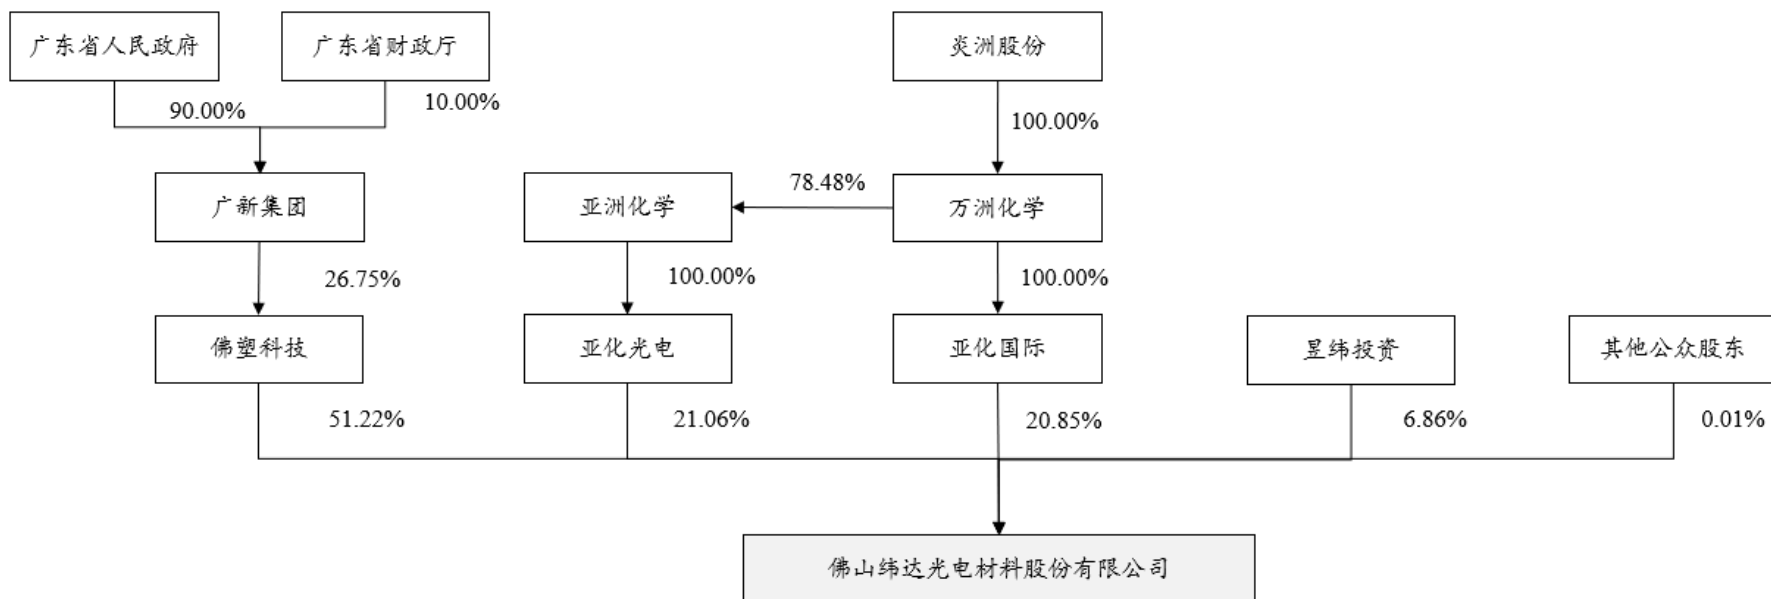 广东省人民政府
广东省财政厅
炎洲股份
90.00%
10.00%
100.00%
广新集团
亚洲化学
78.48%
万洲化学
26.75%
100.00%
100.00%
佛塑科技
亚化光电
亚化国际
昱纬投资
其他公众股东
51.22%
21.06%
20.85%
6.86%
0.01%
佛山纬达光电材料股份有限公司